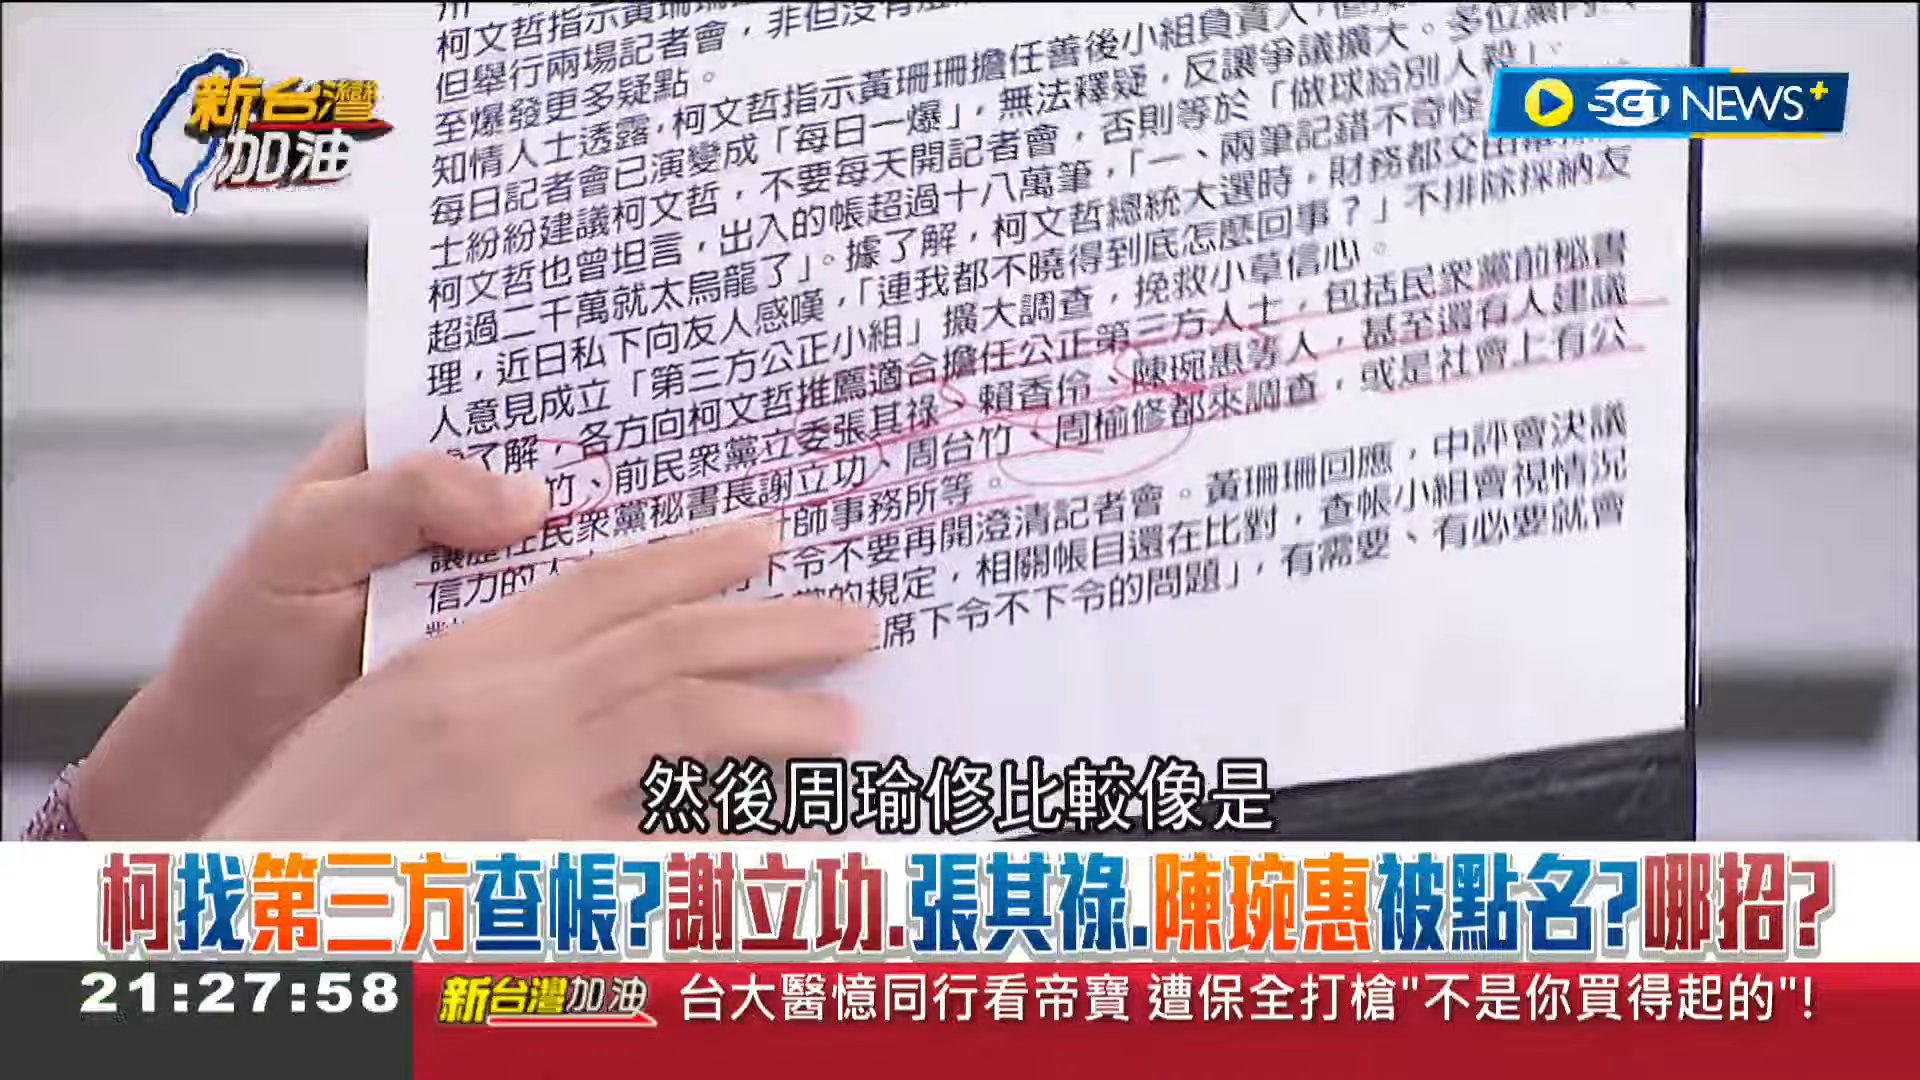 新台灣加油
SET NEWS+
柯文哲指示黃珊珊
但舉行兩場記者會，非但沒有
至爆發更多疑點。
知情人士透露，柯文哲指示黃珊珊擔任善後小組負責人，
每日記者會已演變成「每日一爆」，無法釋疑，反讓爭議擴大。多位
士紛紛建議柯文哲，不要每天開記者會，否則等於「做球給別人殺」。
柯文哲也曾坦言，出入的帳超過十八萬筆，「一、兩筆記錯不奇怪
超過二千萬就太烏龍了」。據了解，柯文哲總統大選時，財務都交由
理，近日私下向友人感嘆，「連我都不曉得到底怎麼回事？」不排除採納友
人意見成立「第三方公正小組」擴大調查，挽救小草信心。
了解，各方向柯文哲推薦適合擔任公正第三方人士，包括民眾黨前秘書
竹、前民眾黨立委張其祿、賴香伶、陳琬惠等人，甚至還有人建議
讓歷任民眾黨秘書長謝立功、周台竹、周榆修都來調查，或是社會上有公
信力的 計師事務所等。
下令不要再開澄清記者會。黃珊珊回應，中評會決議
的規定，相關帳目還在比對，查帳小組會視情況
席下令不下令的問題」，有需要、有必要就會
然後周瑜修比較像是
柯找第三方查帳?謝立功.張其祿.陳琬惠被點名?哪招?
21:27:58
新台灣加油
台大醫憶同行看帝寶 遭保全打槍"不是你買得起的"!